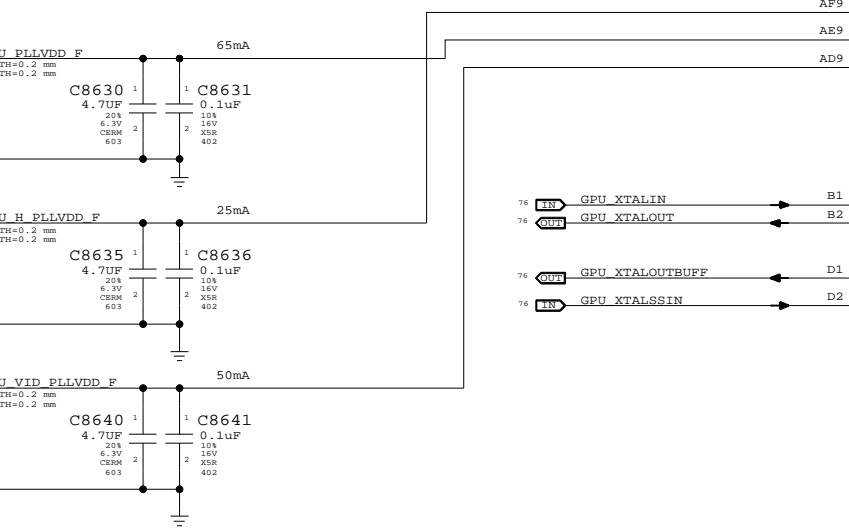 AF9
65mA
AE9
U_PLLVDD_F
TH=0.2 mm
TH=0.2 mm
AD9
C8630 1
4.7UF
20%
6.3V
CERM 2
603
1 C8631
0.1uF
10%
16V
2 X5R
402
76 IN GPU_XTALIN B1
76 OUT GPU_XTALOUT B2
25mA
U_H_PLLVDD_F
TH=0.2 mm
TH=0.2 mm
C8635 1
4.7UF
20%
6.3V
CERM 2
603
1 C8636
0.1uF
10%
16V
2 X5R
402
76 OUT GPU_XTALOUTBUFF D1
76 IN GPU_XTALSSIN D2
50mA
U_VID_PLLVDD_F
TH=0.2 mm
TH=0.2 mm
C8640 1
4.7UF
20%
6.3V
CERM 2
603
1 C8641
0.1uF
10%
16V
2 X5R
402